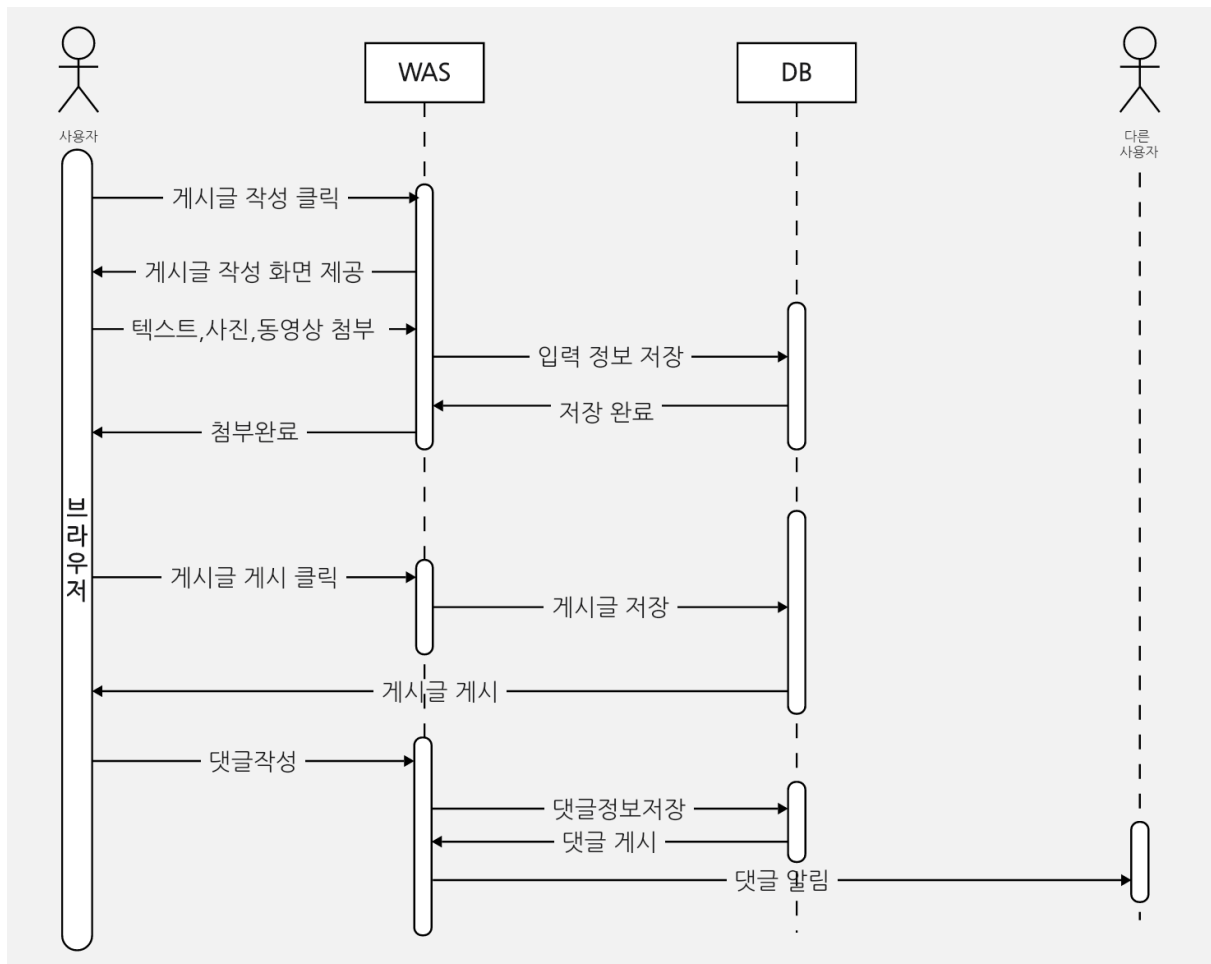 WAS
DB
사용자
다른
사용자
게시글 작성 클릭
게시글 작성 화면 제공
텍스트,사진,동영상 첨부
입력 정보 저장
저장 완료
첨부완료
브
라
우
저
게시글 게시 클릭
게시글 저장
게시글 게시
댓글작성
댓글정보저장
댓글 게시
댓글 알림